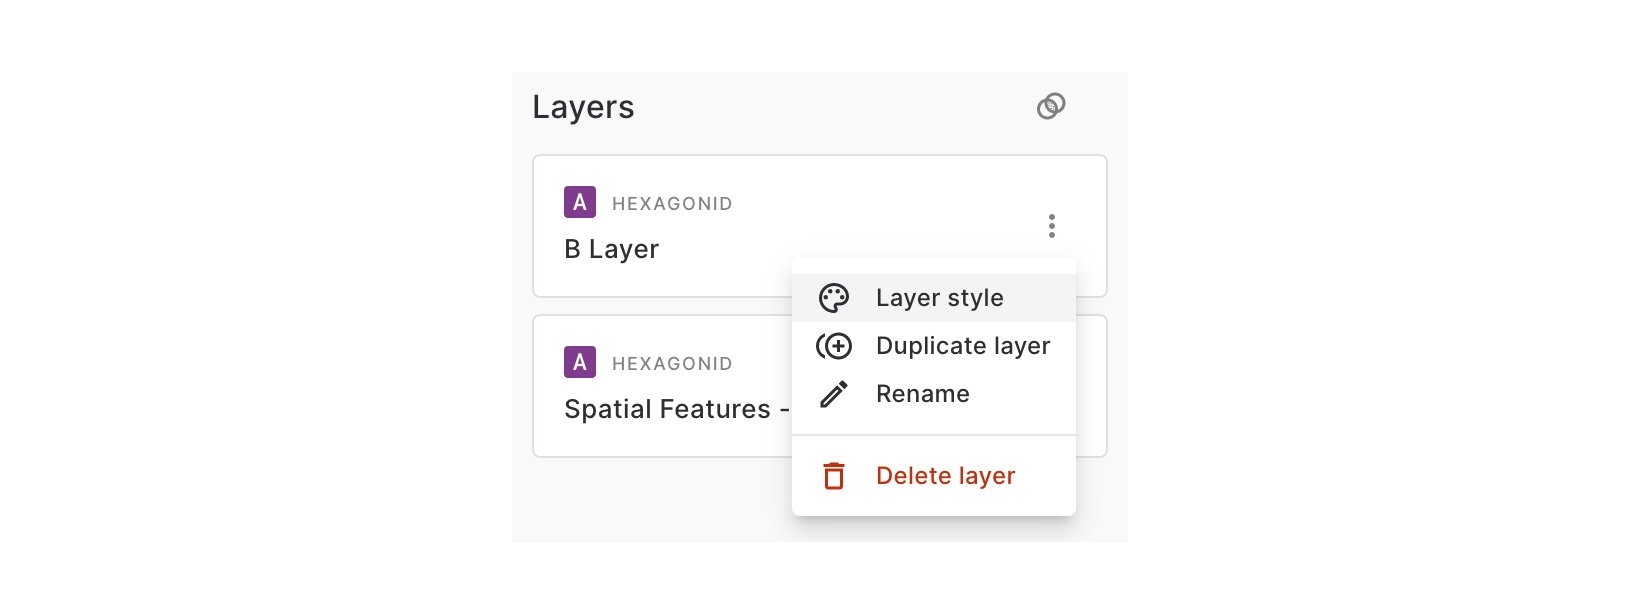 Layers
A HEXAGONID
B Layer
Layer style
Duplicate layer
Rename
Delete layer
A HEXAGONID
Spatial Features -